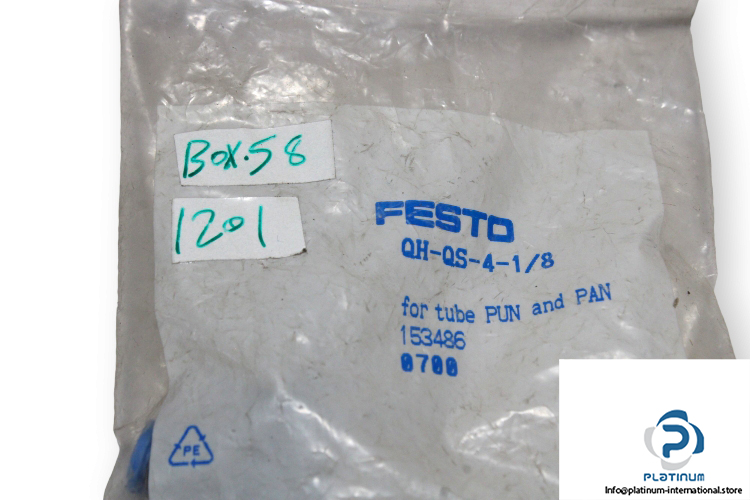 BOX.58
1201
FESTO
QH-QS-4-1/8
for tube PUN and PAN
153486
0700
PE
P
PLATINUM
Info@platinum-international.store